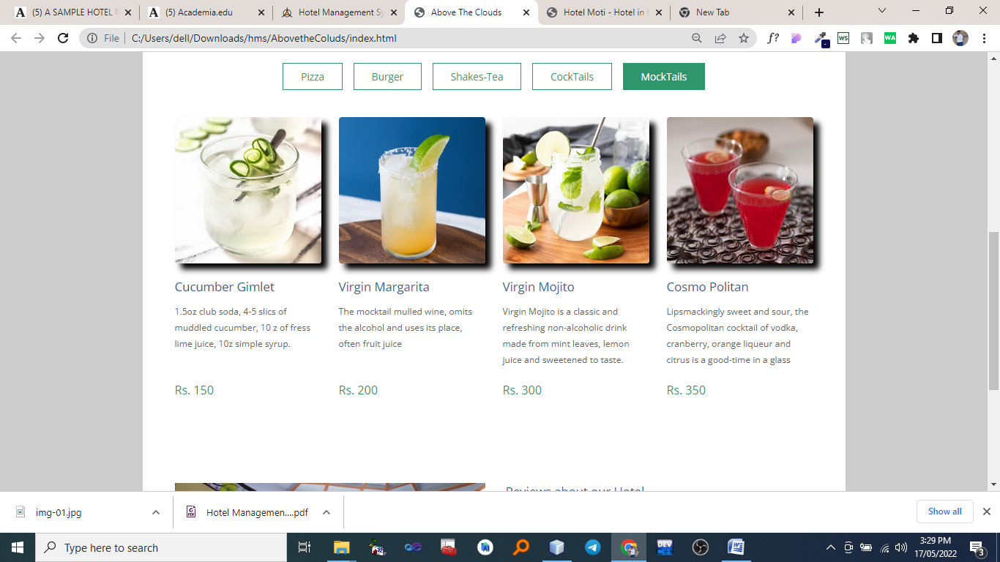 (5) A SAMPLE HOTEL
(5) Academia.edu
Hotel Management Sy
Above The Clouds
Hotel Moti - Hotel in
New Tab
File
C:/Users/dell/Downloads/hms/AbovetheColuds/index.html
f?
WS
WA
Pizza
Burger
Shakes-Tea
CockTails
MockTails
Cucumber Gimlet
1.5oz club soda, 4-5 slics of
muddled cucumber, 10 z of fress
lime juice, 10z simple syrup.
Rs. 150
Virgin Margarita
The mocktail mulled wine, omits
the alcohol and uses its place,
often fruit juice
Rs. 200
Virgin Mojito
Virgin Mojito is a classic and
refreshing non-alcoholic drink
made from mint leaves, lemon
juice and sweetened to taste.
Rs. 300
Cosmo Politan
Lipsmackingly sweet and sour, the
Cosmopolitan cocktail of vodka,
cranberry, orange liqueur and
citrus is a good-time in a glass
Rs. 350
Reviews about our Hotel
img-01.jpg
Hotel Managemen....pdf
Show all
Type here to search
DEV
3:29 PM
17/05/2022
3